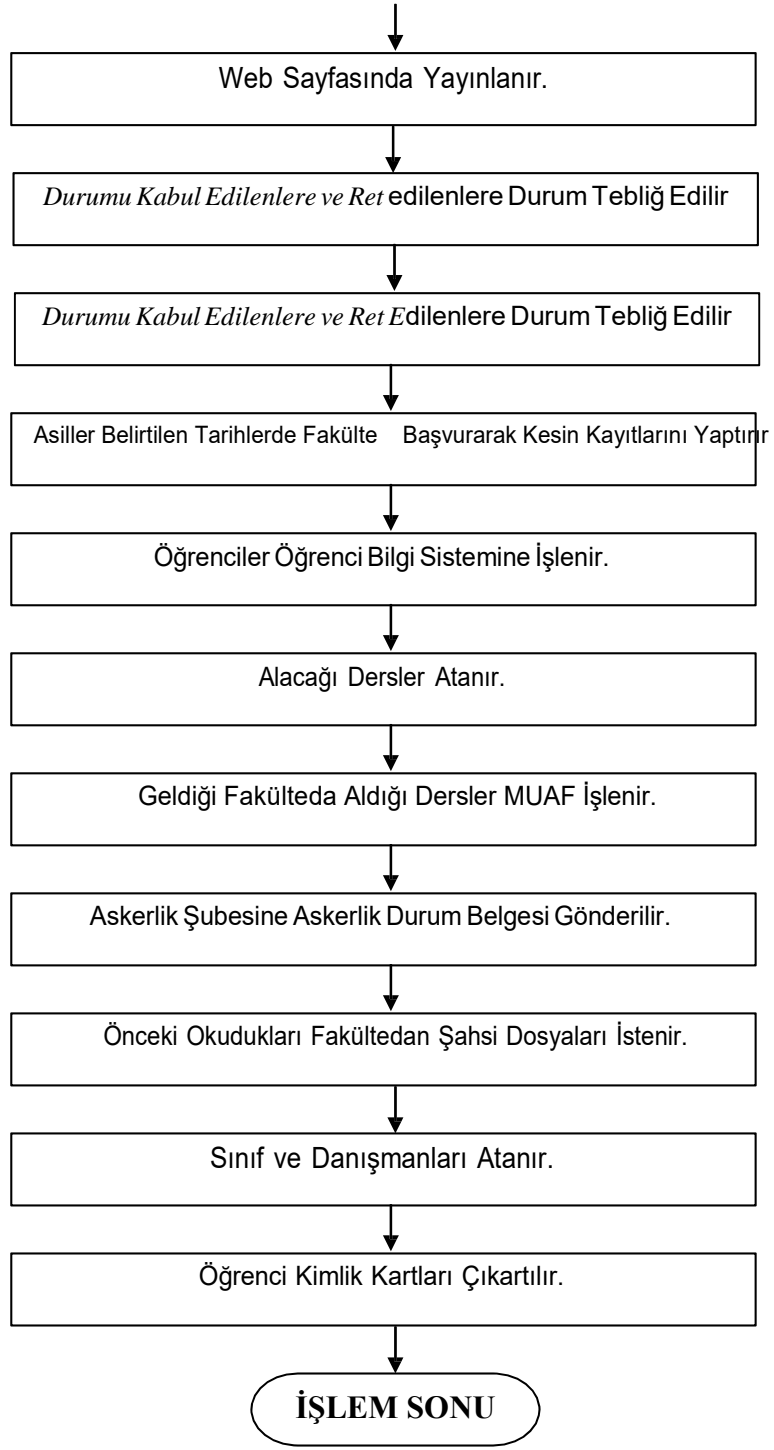 Web Sayfasında Yayınlanır.
Durumu Kabul Edilenlere ve Ret edilenlere Durum Tebliğ Edilir
Durumu Kabul Edilenlere ve Ret Edilenlere Durum Tebliğ Edilir
Asiller Belirtilen Tarihlerde Fakülte Başvurarak Kesin Kayıtlarını Yaptırır
Öğrenciler Öğrenci Bilgi Sistemine İşlenir.
Alacağı Dersler Atanır.
Geldiği Fakülteda Aldığı Dersler MUAF İşlenir.
Askerlik Şubesine Askerlik Durum Belgesi Gönderilir.
Önceki Okudukları Fakültedan Şahsi Dosyaları İstenir.
Sınıf ve Danışmanları Atanır.
Öğrenci Kimlik Kartları Çıkartılır.
İŞLEM SONU